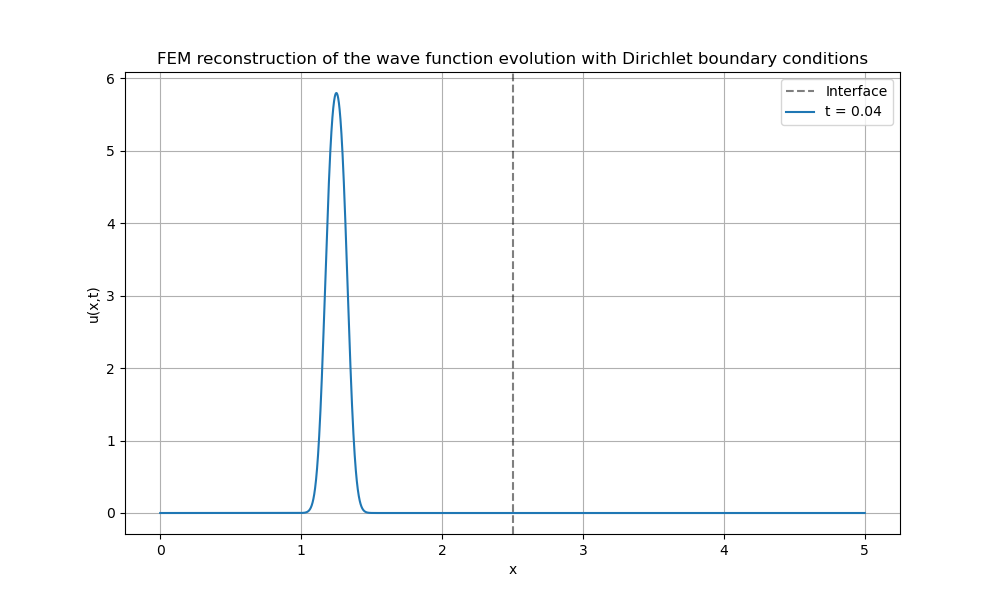 FEM reconstruction of the wave function evolution with Dirichlet boundary conditions
Interface
t = 0.04
u(x,t)
6
5
4
3
2
1
0
0 1 2 3 4 5
x